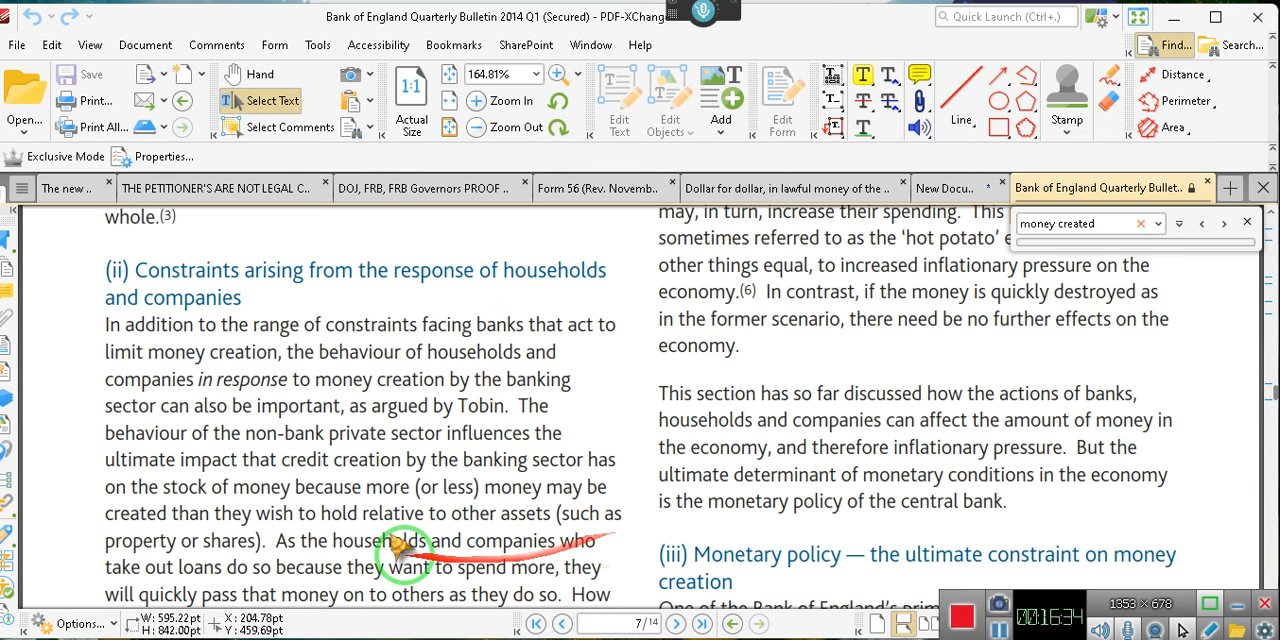 Bank of England Quarterly Bulletin 2014 Q1 (Secured) - PDF-XChang
Quick Launch (Ctrl+.)
File Edit View Document Comments Form Tools Accessibility Bookmarks SharePoint Window Help
Find...
Search...
Open...
Save
Print...
Print All...
Hand
Select Text
Select Comments
1:1
Actual Size
164.81%
Zoom In
Zoom Out
Edit Text
Edit Objects
Add
Edit Form
Line
Stamp
Distance
Perimeter
Area
Exclusive Mode Properties...
The new .. THE PETITIONER'S ARE NOT LEGAL C... DOJ, FRB, FRB Governors PROOF .. Form 56 (Rev. Novemb.. Dollar for dollar, in lawful money of the .. New Docu.. * Bank of England Quarterly Bullet..
money created
whole.(3)
(ii) Constraints arising from the response of households
and companies
In addition to the range of constraints facing banks that act to
limit money creation, the behaviour of households and
companies in response to money creation by the banking
sector can also be important, as argued by Tobin. The
behaviour of the non-bank private sector influences the
ultimate impact that credit creation by the banking sector has
on the stock of money because more (or less) money may be
created than they wish to hold relative to other assets (such as
property or shares). As the households and companies who
take out loans do so because they want to spend more, they
will quickly pass that money on to others as they do so. How
may, in turn, increase their spending. This
sometimes referred to as the ‘hot potato’ e
other things equal, to increased inflationary pressure on the
economy.(6) In contrast, if the money is quickly destroyed as
in the former scenario, there need be no further effects on the
economy.
This section has so far discussed how the actions of banks,
households and companies can affect the amount of money in
the economy, and therefore inflationary pressure. But the
ultimate determinant of monetary conditions in the economy
is the monetary policy of the central bank.
(iii) Monetary policy — the ultimate constraint on money
creation
One of the Bank of England's prim
Options...
W: 595.22pt
H: 842.00pt
X: 204.78pt
Y: 459.69pt
7/14
00:16:34
1353 × 678